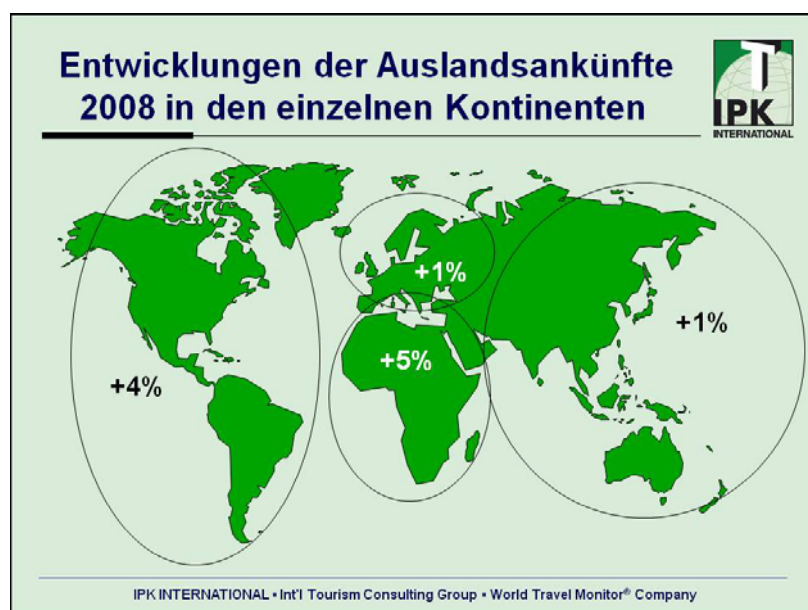 Entwicklungen der Auslandsankünfte
2008 in den einzelnen Kontinenten
T
IPK
INTERNATIONAL
+1%
+1%
+5%
+4%
IPK INTERNATIONAL ▪ Int'l Tourism Consulting Group ▪ World Travel Monitor® Company